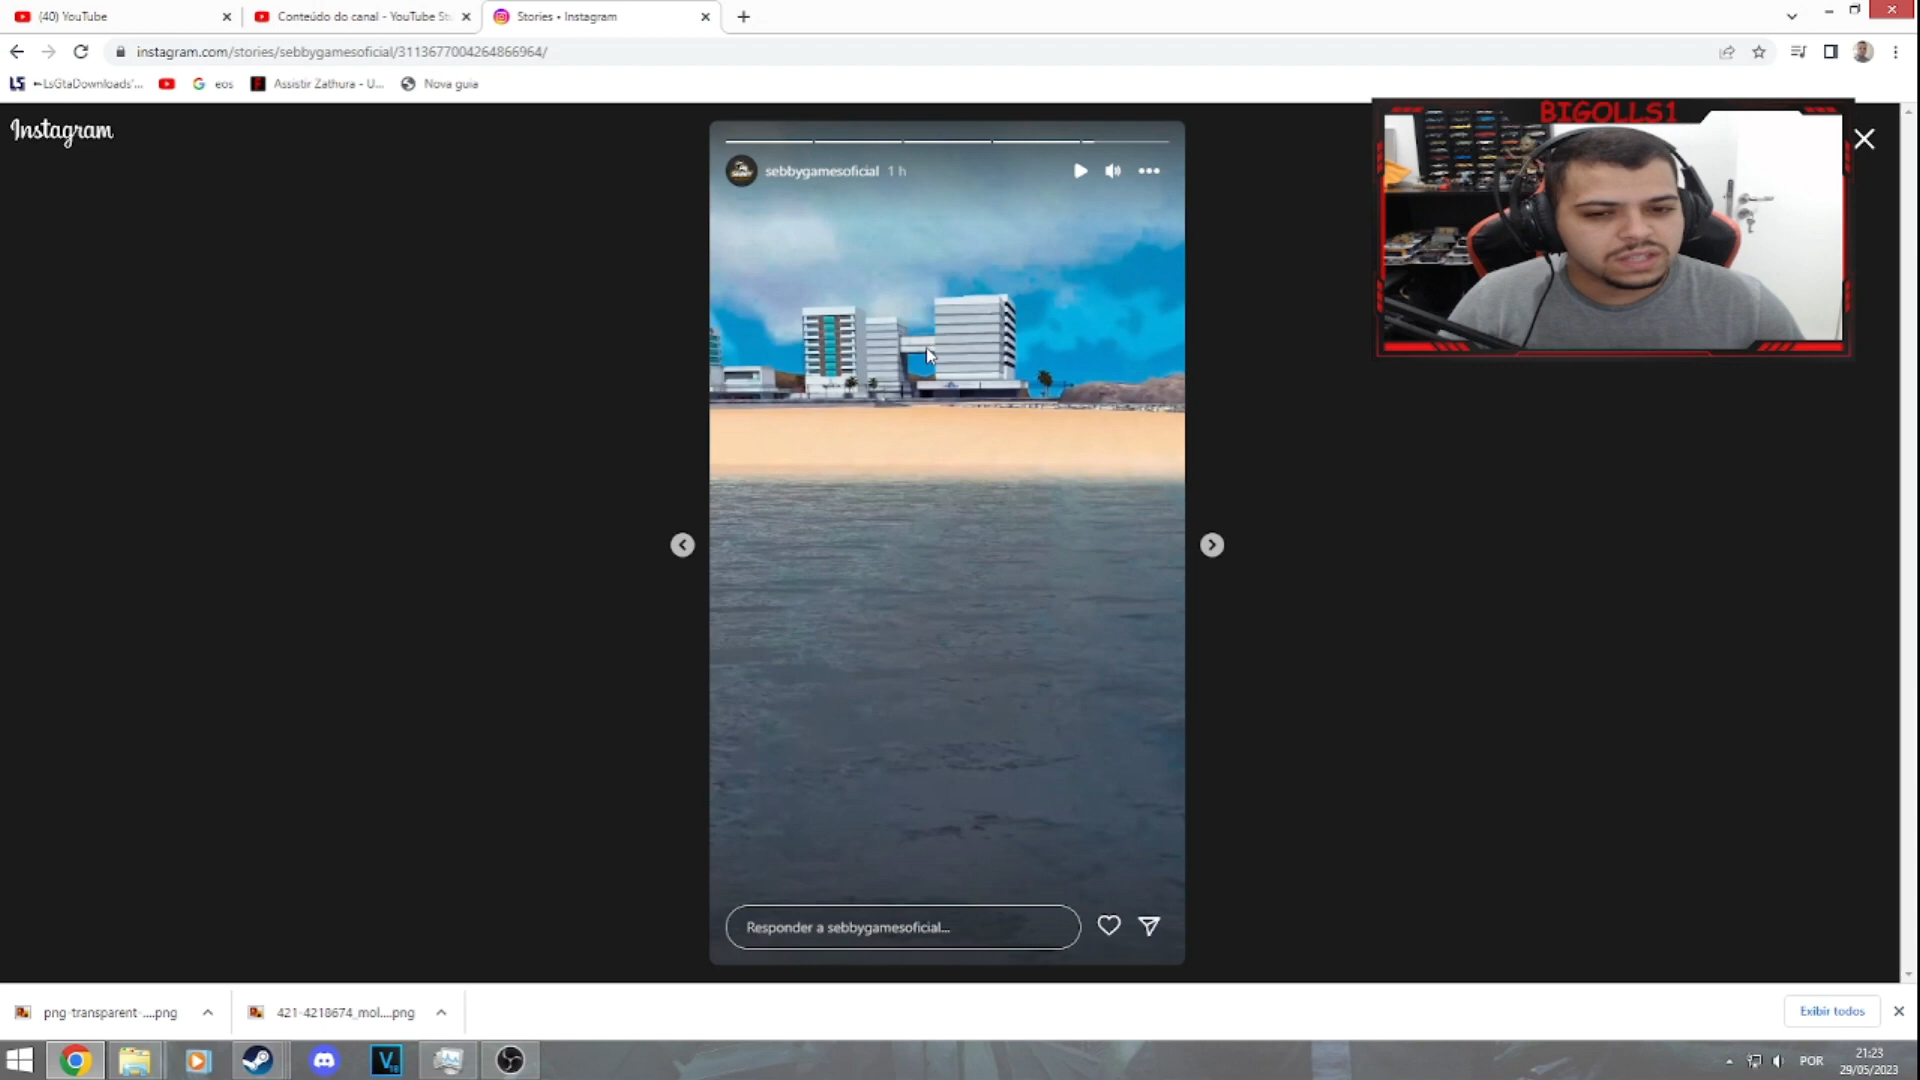 (40) YouTube
Conteúdo do canal - YouTube St
Stories • Instagram
instagram.com/stories/sebbygamesoficial/3113677004264866964/
LsGtaDownloads'...
eos
Assistir Zathura - U...
Nova guia
Instagram
BIGOLLS1
sebbygamesoficial 1 h
Responder a sebbygamesoficial...
png-transparent-....png
421-4218674_mol....png
Exibir todos
POR
21:23
29/05/2023